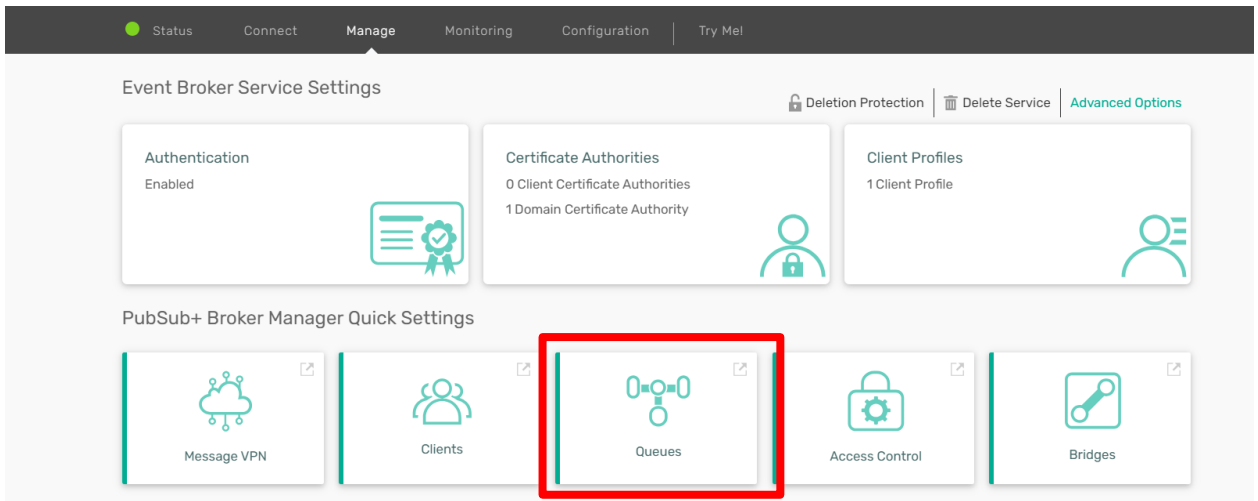 Status Connect Manage Monitoring Configuration Try Me!
Event Broker Service Settings
Deletion Protection Delete Service Advanced Options
Authentication
Enabled
Certificate Authorities
0 Client Certificate Authorities
1 Domain Certificate Authority
Client Profiles
1 Client Profile
PubSub+ Broker Manager Quick Settings
Message VPN
Clients
Queues
Access Control
Bridges